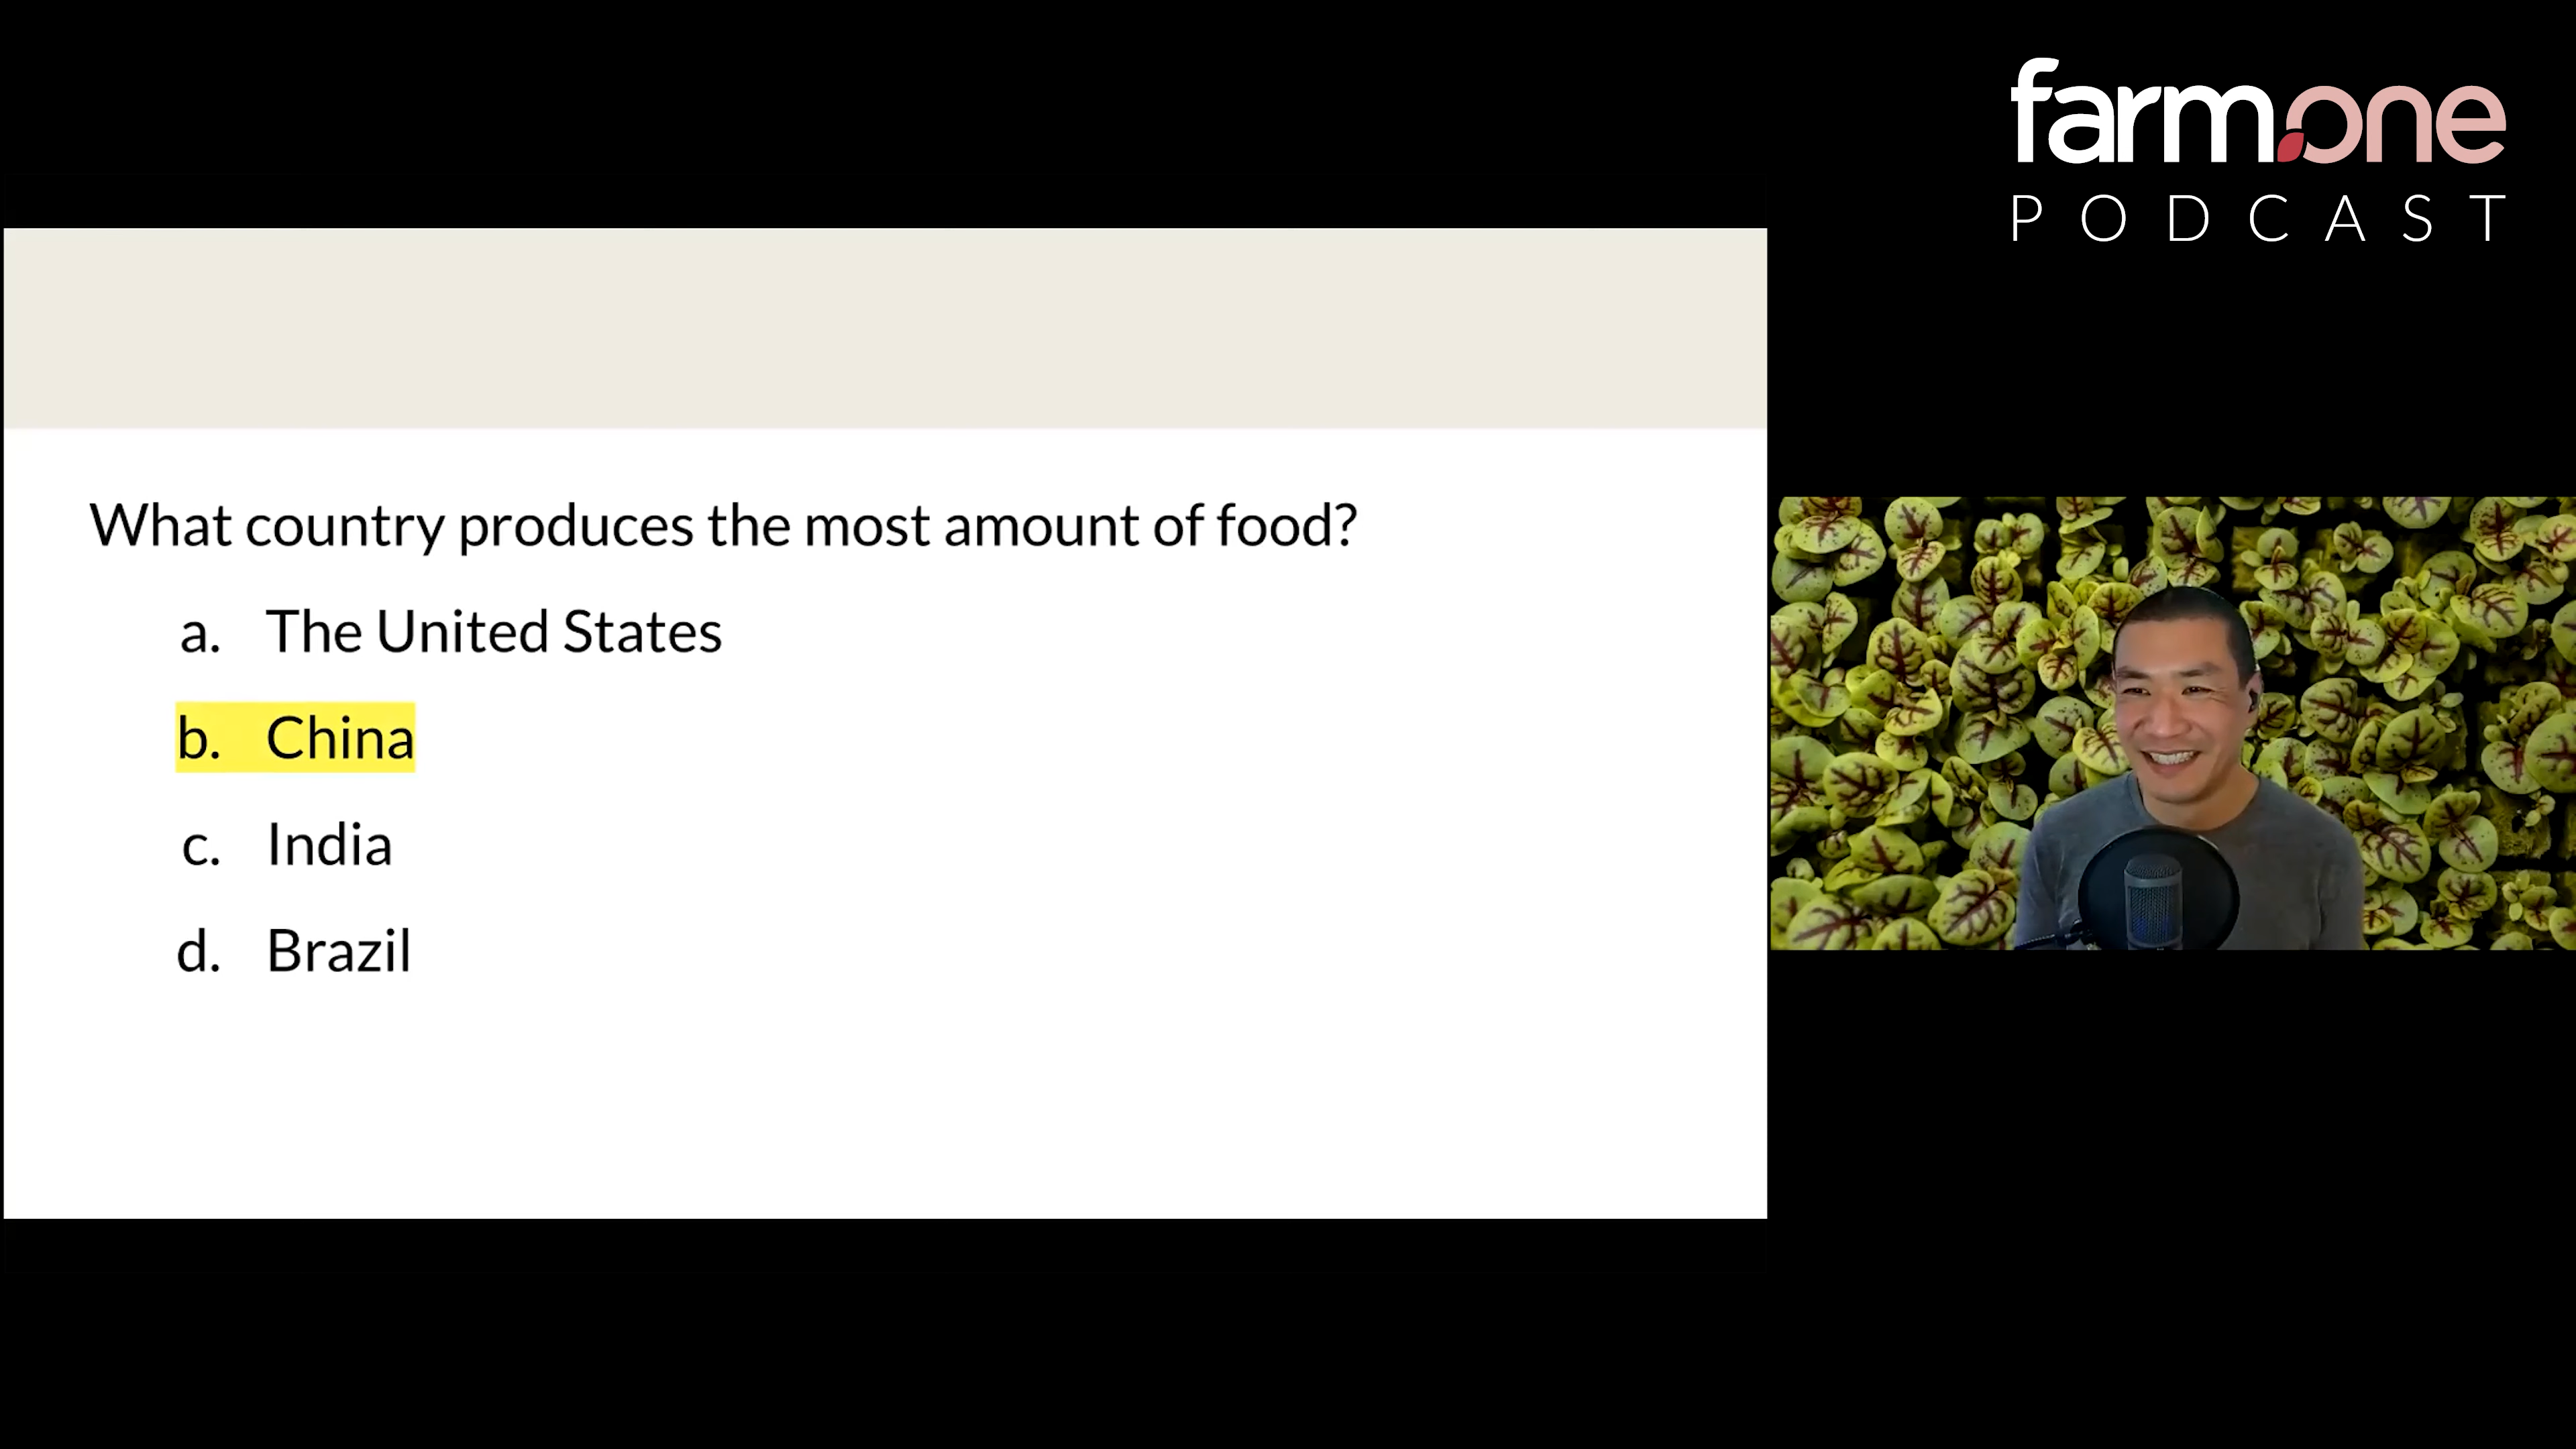 farm.one
PODCAST
What country produces the most amount of food?
a. The United States
b. China
c. India
d. Brazil